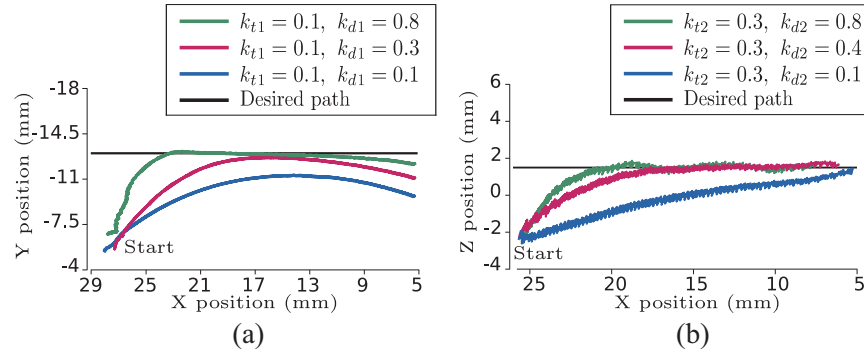 k_{t1} = 0.1, k_{d1} = 0.8
k_{t1} = 0.1, k_{d1} = 0.3
k_{t1} = 0.1, k_{d1} = 0.1
Desired path
Y position (mm)
-18
-14.5
-11
-7.5
-4
Start
29 25 21 17 13 9 5
X position (mm)
(a)
k_{t2} = 0.3, k_{d2} = 0.8
k_{t2} = 0.3, k_{d2} = 0.4
k_{t2} = 0.3, k_{d2} = 0.1
Desired path
Z position (mm)
6
4
2
0
-2
-4
Start
25 20 15 10 5
X position (mm)
(b)